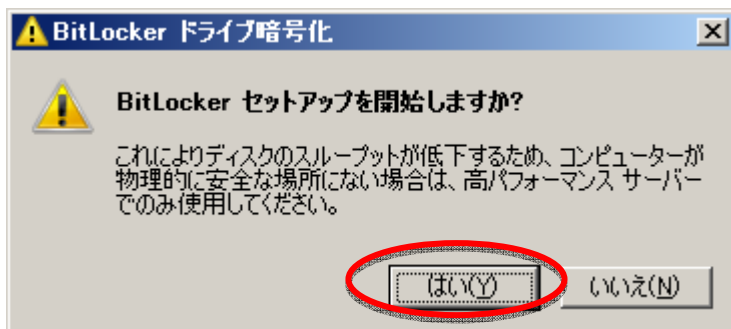 BitLocker ドライブ暗号化
BitLocker セットアップを開始しますか?
これによりディスクのスループットが低下するため、コンピューターが
物理的に安全な場所にない場合は、高パフォーマンス サーバー
でのみ使用してください。
はい(Y) いいえ(N)